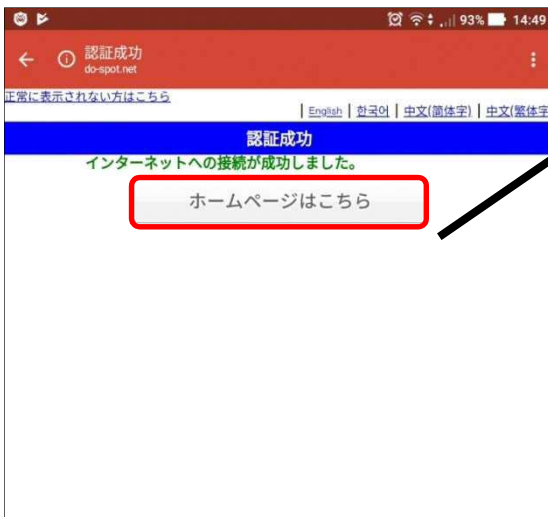 93% 14:49
認証成功
do-spot.net
正常に表示されない方はこちら
| English | 한국어 | 中文(简体字) | 中文(繁体字
認証成功
インターネットへの接続が成功しました。
ホームページはこちら